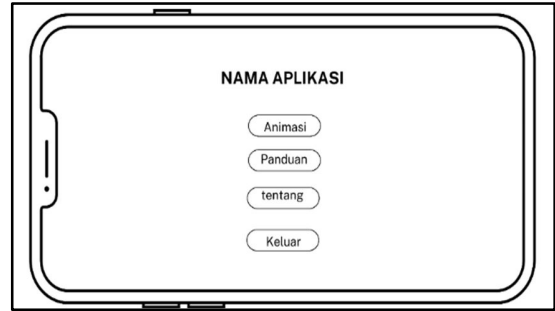 NAMA APLIKASI
Animasi
Panduan
tentang
Keluar